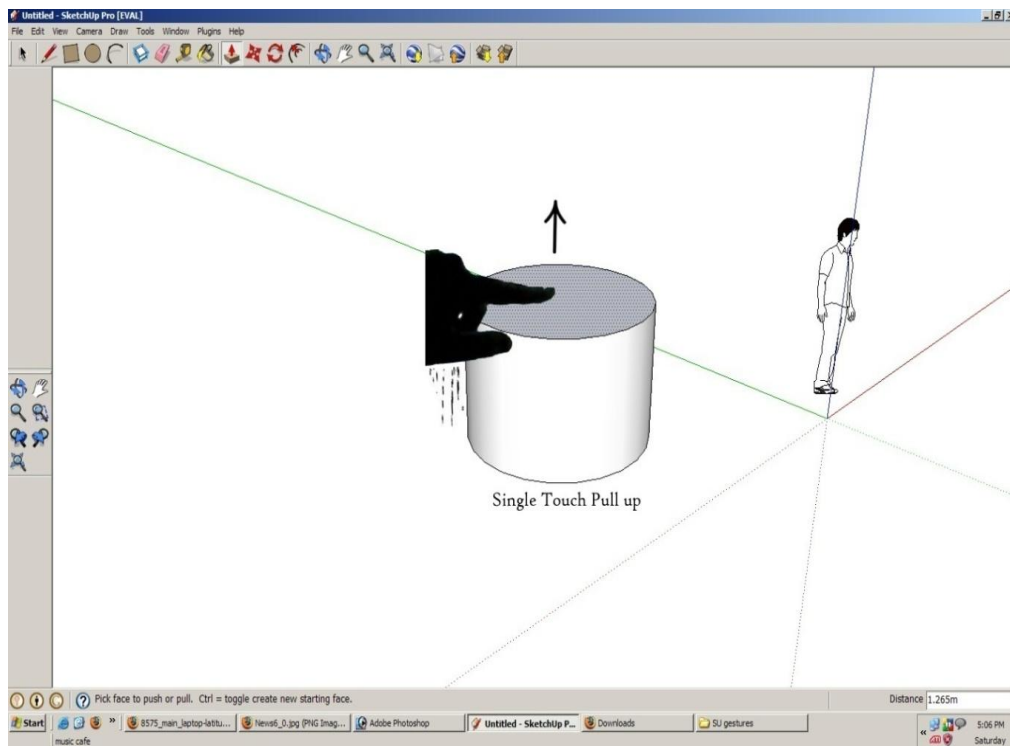 Untitled - SketchUp Pro [EVAL]
File Edit View Camera Draw Tools Window Plugins Help
Single Touch Pull up
Pick face to push or pull. Ctrl = toggle create new starting face.
Distance 1.265m
Start
8575_main_laptop-latitu...
News6_0.jpg (PNG Imag...
Adobe Photoshop
Untitled - SketchUp P...
Downloads
SU gestures
5:06 PM
music cafe
Saturday